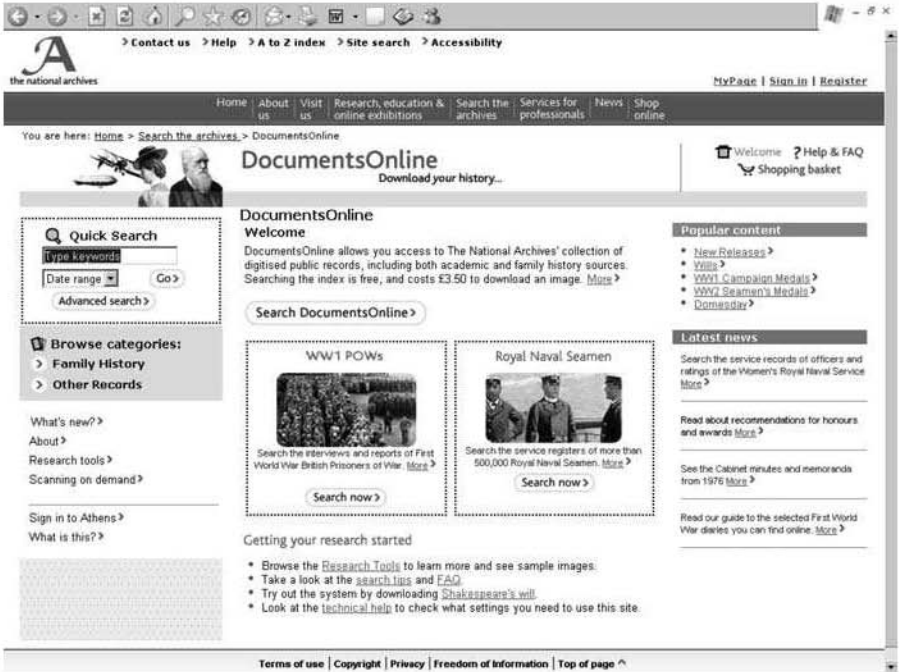 > Contact us > Help > A to Z index > Site search > Accessibility
A
the national archives
MyPage | Sign in | Register
Home | About us | Visit us | Research, education & online exhibitions | Search the archives | Services for professionals | News | Shop online
You are here: Home > Search the archives > DocumentsOnline
DocumentsOnline
Download your history...
Welcome ? Help & FAQ
Shopping basket
Quick Search
Type keywords
Date range Go >
Advanced search >
Browse categories:
> Family History
> Other Records
What's new? >
About >
Research tools >
Scanning on demand >
Sign in to Athens >
What is this? >
DocumentsOnline
Welcome
DocumentsOnline allows you access to The National Archives' collection of
digitised public records, including both academic and family history sources.
Searching the index is free, and costs £3.50 to download an image. More >
Search DocumentsOnline >
WW1 POWs
Search the interviews and reports of First
World War British Prisoners of War. More >
Search now >
Royal Naval Seamen
Search the service registers of more than
500,000 Royal Naval Seamen. More >
Search now >
Getting your research started
• Browse the Research Tools to learn more and see sample images.
• Take a look at the search tips and FAQ.
• Try out the system by downloading Shakespeare's will.
• Look at the technical help to check what settings you need to use this site.
Popular content
• New Releases >
• Wills >
• WW1 Campaign Medals >
• WW2 Seamen's Medals >
• Domesday >
Latest news
Search the service records of officers and
ratings of the Women's Royal Naval Service
More >
Read about recommendations for honours
and awards More >
See the Cabinet minutes and memoranda
from 1976 More >
Read our guide to the selected First World
War diaries you can find online. More >
Terms of use | Copyright | Privacy | Freedom of Information | Top of page ^